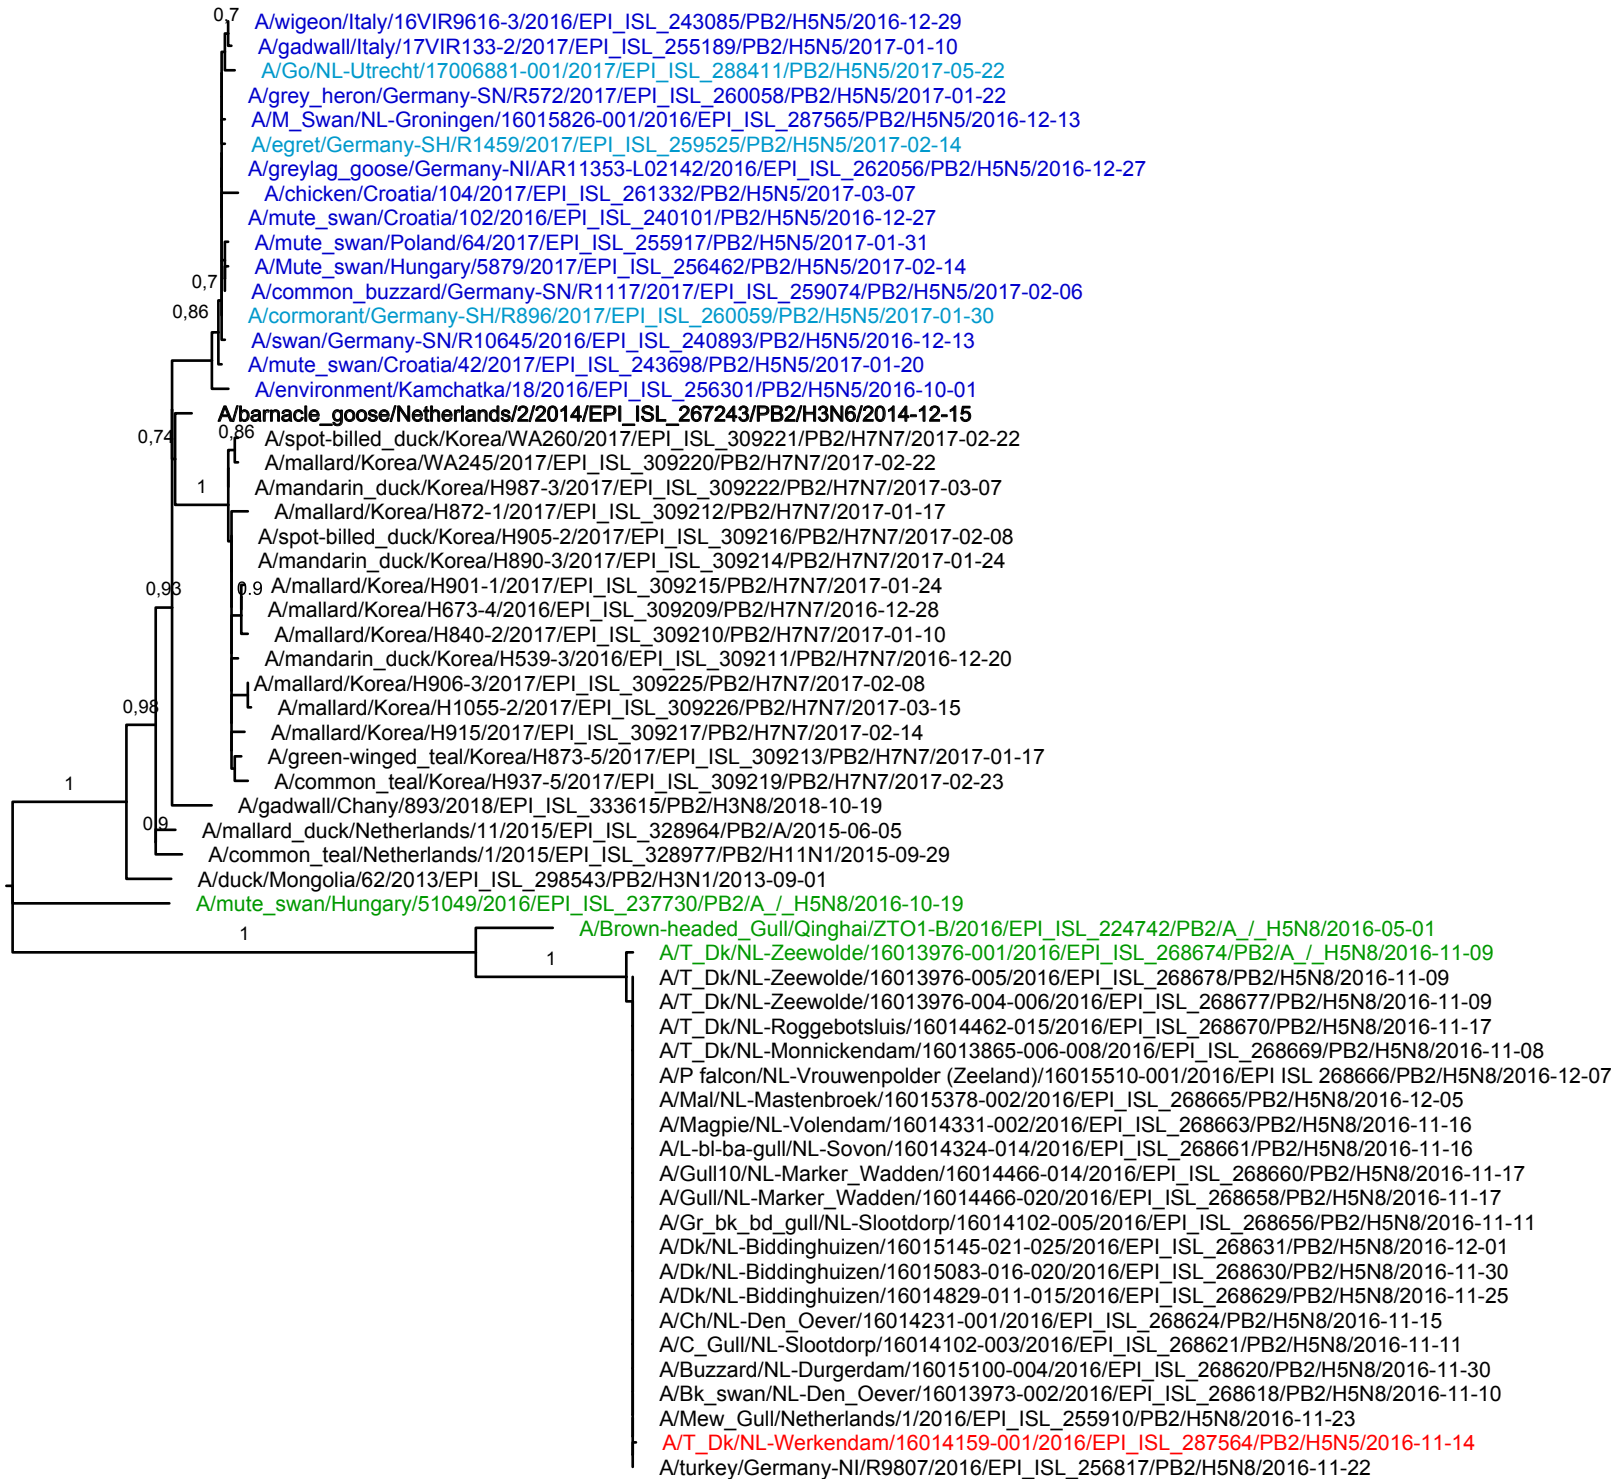 0,7
A/wigeon/Italy/16VIR9616-3/2016/EPI_ISL_243085/PB2/H5N5/2016-12-29
A/gadwall/Italy/17VIR133-2/2017/EPI_ISL_255189/PB2/H5N5/2017-01-10
A/Go/NL-Utrecht/17006881-001/2017/EPI_ISL_288411/PB2/H5N5/2017-05-22
A/grey_heron/Germany-SN/R572/2017/EPI_ISL_260058/PB2/H5N5/2017-01-22
A/M_Swan/NL-Groningen/16015826-001/2016/EPI_ISL_287565/PB2/H5N5/2016-12-13
A/egret/Germany-SH/R1459/2017/EPI_ISL_259525/PB2/H5N5/2017-02-14
A/greylag_goose/Germany-NI/AR11353-L02142/2016/EPI_ISL_262056/PB2/H5N5/2016-12-27
A/chicken/Croatia/104/2017/EPI_ISL_261332/PB2/H5N5/2017-03-07
A/mute_swan/Croatia/102/2016/EPI_ISL_240101/PB2/H5N5/2016-12-27
A/mute_swan/Poland/64/2017/EPI_ISL_255917/PB2/H5N5/2017-01-31
A/Mute_swan/Hungary/5879/2017/EPI_ISL_256462/PB2/H5N5/2017-02-14
0,7
A/common_buzzard/Germany-SN/R1117/2017/EPI_ISL_259074/PB2/H5N5/2017-02-06
0,86
A/cormorant/Germany-SH/R896/2017/EPI_ISL_260059/PB2/H5N5/2017-01-30
A/swan/Germany-SN/R10645/2016/EPI_ISL_240893/PB2/H5N5/2016-12-13
A/mute_swan/Croatia/42/2017/EPI_ISL_243698/PB2/H5N5/2017-01-20
A/environment/Kamchatka/18/2016/EPI_ISL_256301/PB2/H5N5/2016-10-01
A/barnacle_goose/Netherlands/2/2014/EPI_ISL_267243/PB2/H3N6/2014-12-15
0,74
0,86
A/spot-billed_duck/Korea/WA260/2017/EPI_ISL_309221/PB2/H7N7/2017-02-22
A/mallard/Korea/WA245/2017/EPI_ISL_309220/PB2/H7N7/2017-02-22
1
A/mandarin_duck/Korea/H987-3/2017/EPI_ISL_309222/PB2/H7N7/2017-03-07
A/mallard/Korea/H872-1/2017/EPI_ISL_309212/PB2/H7N7/2017-01-17
A/spot-billed_duck/Korea/H905-2/2017/EPI_ISL_309216/PB2/H7N7/2017-02-08
A/mandarin_duck/Korea/H890-3/2017/EPI_ISL_309214/PB2/H7N7/2017-01-24
0,93
0.9
A/mallard/Korea/H901-1/2017/EPI_ISL_309215/PB2/H7N7/2017-01-24
A/mallard/Korea/H673-4/2016/EPI_ISL_309209/PB2/H7N7/2016-12-28
A/mallard/Korea/H840-2/2017/EPI_ISL_309210/PB2/H7N7/2017-01-10
A/mandarin_duck/Korea/H539-3/2016/EPI_ISL_309211/PB2/H7N7/2016-12-20
A/mallard/Korea/H906-3/2017/EPI_ISL_309225/PB2/H7N7/2017-02-08
0,98
A/mallard/Korea/H1055-2/2017/EPI_ISL_309226/PB2/H7N7/2017-03-15
A/mallard/Korea/H915/2017/EPI_ISL_309217/PB2/H7N7/2017-02-14
A/green-winged_teal/Korea/H873-5/2017/EPI_ISL_309213/PB2/H7N7/2017-01-17
1
A/common_teal/Korea/H937-5/2017/EPI_ISL_309219/PB2/H7N7/2017-02-23
A/gadwall/Chany/893/2018/EPI_ISL_333615/PB2/H3N8/2018-10-19
0,9
A/mallard_duck/Netherlands/11/2015/EPI_ISL_328964/PB2/A/2015-06-05
A/common_teal/Netherlands/1/2015/EPI_ISL_328977/PB2/H11N1/2015-09-29
A/duck/Mongolia/62/2013/EPI_ISL_298543/PB2/H3N1/2013-09-01
A/mute_swan/Hungary/51049/2016/EPI_ISL_237730/PB2/A_/_H5N8/2016-10-19
1
A/Brown-headed_Gull/Qinghai/ZTO1-B/2016/EPI_ISL_224742/PB2/A_/_H5N8/2016-05-01
1
A/T_Dk/NL-Zeewolde/16013976-001/2016/EPI_ISL_268674/PB2/A_/_H5N8/2016-11-09
A/T_Dk/NL-Zeewolde/16013976-005/2016/EPI_ISL_268678/PB2/H5N8/2016-11-09
A/T_Dk/NL-Zeewolde/16013976-004-006/2016/EPI_ISL_268677/PB2/H5N8/2016-11-09
A/T_Dk/NL-Roggebotsluis/16014462-015/2016/EPI_ISL_268670/PB2/H5N8/2016-11-17
A/T_Dk/NL-Monnickendam/16013865-006-008/2016/EPI_ISL_268669/PB2/H5N8/2016-11-08
A/P falcon/NL-Vrouwenpolder (Zeeland)/16015510-001/2016/EPI ISL 268666/PB2/H5N8/2016-12-07
A/Mal/NL-Mastenbroek/16015378-002/2016/EPI_ISL_268665/PB2/H5N8/2016-12-05
A/Magpie/NL-Volendam/16014331-002/2016/EPI_ISL_268663/PB2/H5N8/2016-11-16
A/L-bl-ba-gull/NL-Sovon/16014324-014/2016/EPI_ISL_268661/PB2/H5N8/2016-11-16
A/Gull10/NL-Marker_Wadden/16014466-014/2016/EPI_ISL_268660/PB2/H5N8/2016-11-17
A/Gull/NL-Marker_Wadden/16014466-020/2016/EPI_ISL_268658/PB2/H5N8/2016-11-17
A/Gr_bk_bd_gull/NL-Slootdorp/16014102-005/2016/EPI_ISL_268656/PB2/H5N8/2016-11-11
A/Dk/NL-Biddinghuizen/16015145-021-025/2016/EPI_ISL_268631/PB2/H5N8/2016-12-01
A/Dk/NL-Biddinghuizen/16015083-016-020/2016/EPI_ISL_268630/PB2/H5N8/2016-11-30
A/Dk/NL-Biddinghuizen/16014829-011-015/2016/EPI_ISL_268629/PB2/H5N8/2016-11-25
A/Ch/NL-Den_Oever/16014231-001/2016/EPI_ISL_268624/PB2/H5N8/2016-11-15
A/C_Gull/NL-Slootdorp/16014102-003/2016/EPI_ISL_268621/PB2/H5N8/2016-11-11
A/Buzzard/NL-Durgerdam/16015100-004/2016/EPI_ISL_268620/PB2/H5N8/2016-11-30
A/Bk_swan/NL-Den_Oever/16013973-002/2016/EPI_ISL_268618/PB2/H5N8/2016-11-10
A/Mew_Gull/Netherlands/1/2016/EPI_ISL_255910/PB2/H5N8/2016-11-23
A/T_Dk/NL-Werkendam/16014159-001/2016/EPI_ISL_287564/PB2/H5N5/2016-11-14
A/turkey/Germany-NI/R9807/2016/EPI_ISL_256817/PB2/H5N8/2016-11-22